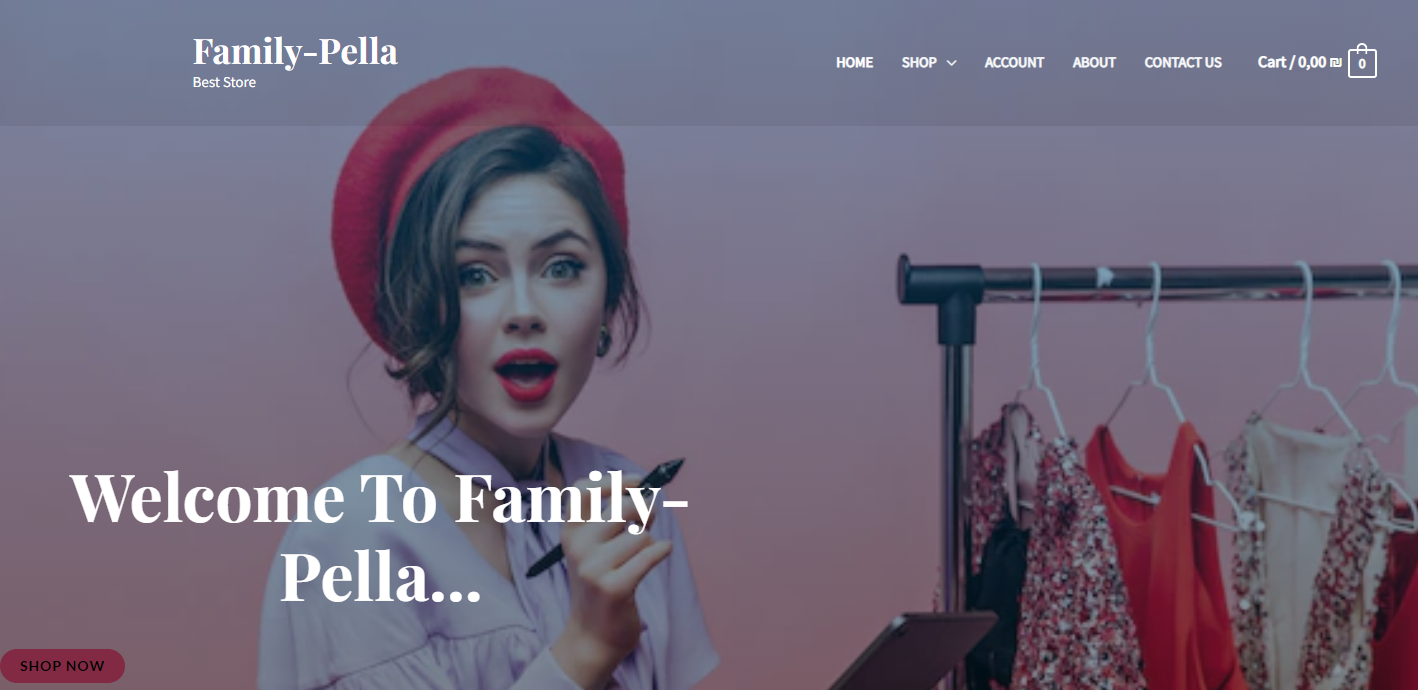 Family-Pella
Best Store
HOME SHOP ACCOUNT ABOUT CONTACT US Cart / 0,00 ₪ 0
Welcome To Family-
Pella...
SHOP NOW